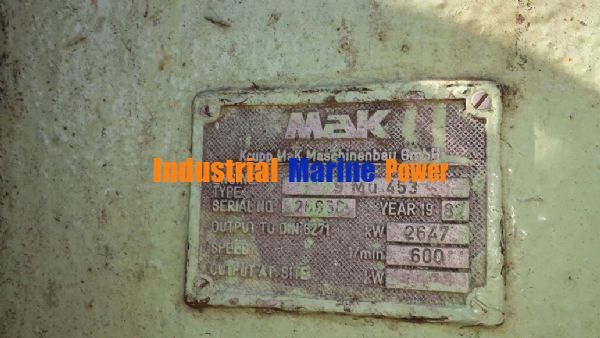 MaK
Krupp MaK Maschinenbau GmbH
Industrial Marine Power
TYPE 9 MU 453
SERIAL NO. YEAR 19
OUTPUT TO DIN 6271 kW 2647
SPEED 1/min 600
OUTPUT AT SITE kW